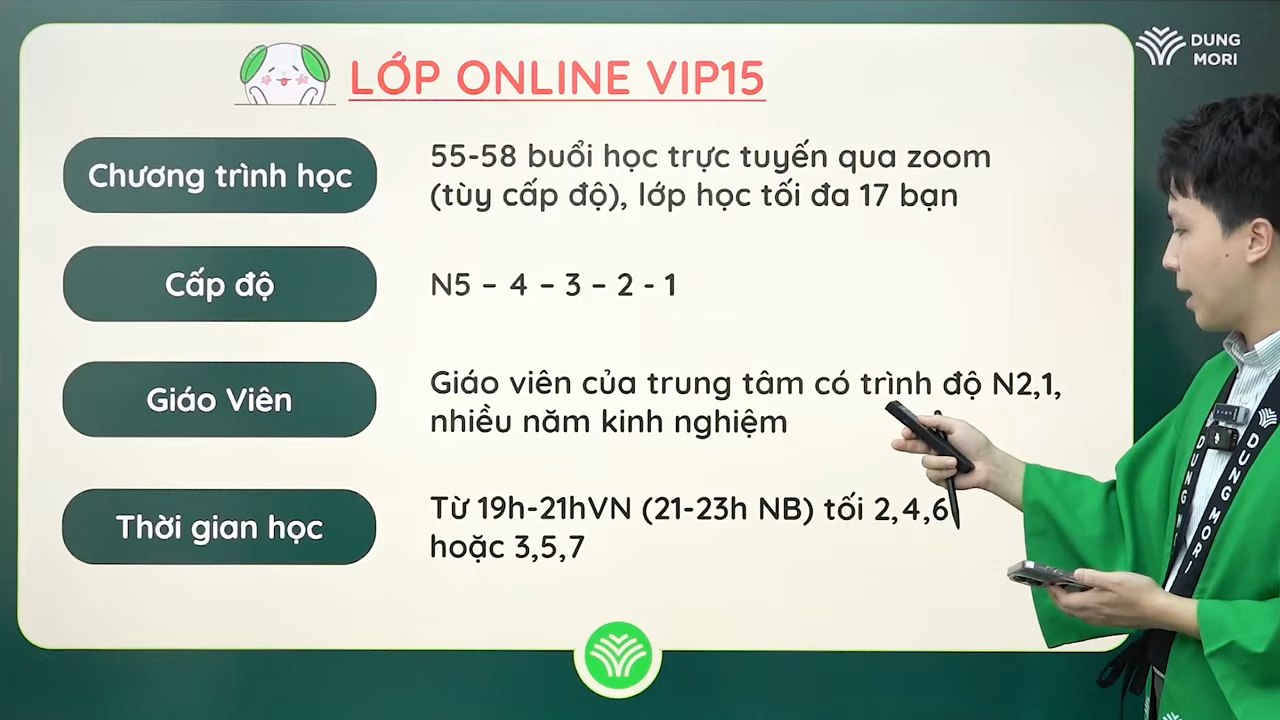 LỚP ONLINE VIP15
DUNG
MORI
Chương trình học
55-58 buổi học trực tuyến qua zoom
(tùy cấp độ), lớp học tối đa 17 bạn
Cấp độ
N5 – 4 – 3 – 2 - 1
Giáo Viên
Giáo viên của trung tâm có trình độ N2,1,
nhiều năm kinh nghiệm
Thời gian học
Từ 19h-21hVN (21-23h NB) tối 2,4,6
hoặc 3,5,7
DUNG MORI
DUNG MORI